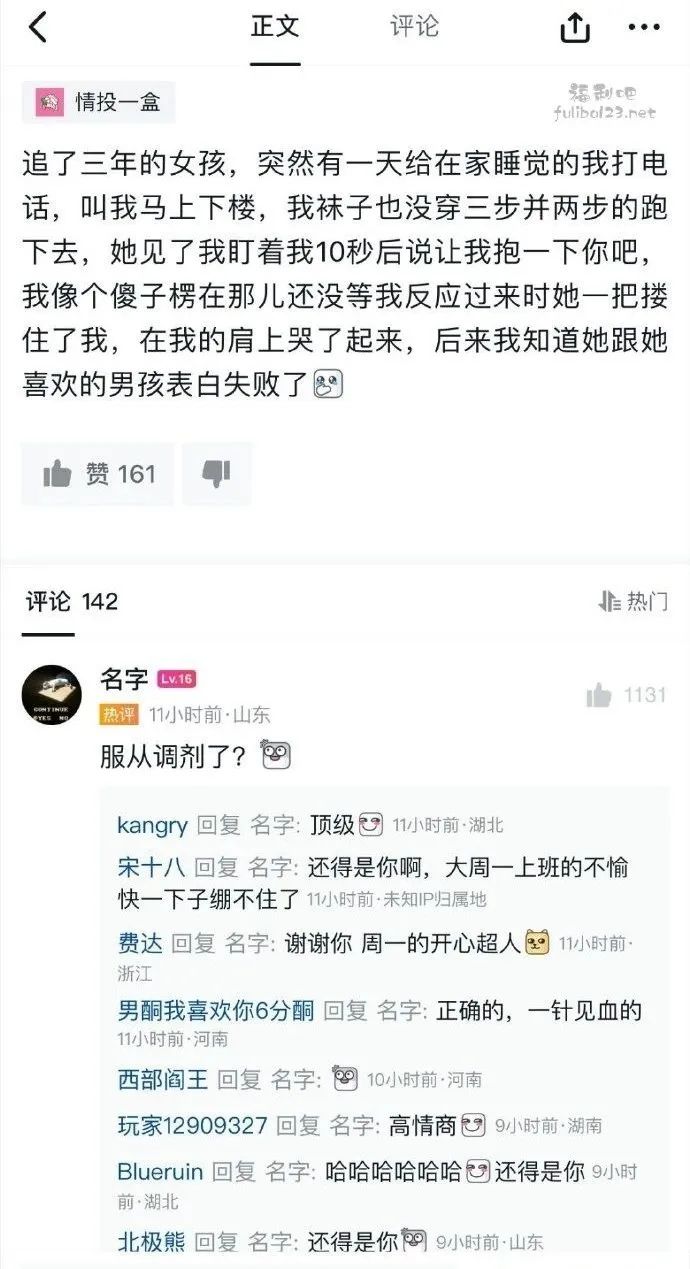 正文
评论
福利吧
fulibo123.net
情投一盒
追了三年的女孩，突然有一天给在家睡觉的我打电
话，叫我马上下楼，我袜子也没穿三步并两步的跑
下去，她见了我盯着我10秒后说让我抱一下你吧，
我像个傻子楞在那儿还没等我反应过来时她一把搂
住了我，在我的肩上哭了起来，后来我知道她跟她
喜欢的男孩表白失败了
赞 161
评论 142
热门
名字 Lv.16
热评 11小时前·山东
1131
服从调剂了？
CONTINUE
YES NO
kangry 回复 名字: 顶级 11小时前·湖北
宋十八 回复 名字: 还得是你啊，大周一上班的不愉
快一下子绷不住了 11小时前·未知IP归属地
费达 回复 名字: 谢谢你 周一的开心超人 11小时前·
浙江
男酮我喜欢你6分酮 回复 名字: 正确的，一针见血的
11小时前·河南
西部阎王 回复 名字: 10小时前·河南
玩家12909327 回复 名字: 高情商 9小时前·湖南
Blueruin 回复 名字: 哈哈哈哈哈哈 还得是你 9小时
前·湖北
北极熊 回复 名字: 还得是你 9小时前·山东